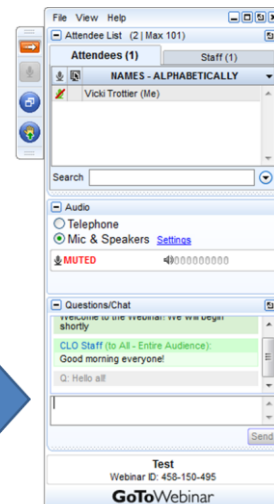 File View Help
Attendee List (2 | Max 101)
Attendees (1) Staff (1)
NAMES - ALPHABETICALLY
Vicki Trottier (Me)
Search
Audio
Telephone
Mic & Speakers Settings
MUTED 000000000
Questions/Chat
Welcome to the Webinar! We will begin
shortly
CLO Staff (to All - Entire Audience):
Good morning everyone!
Q: Hello all!
Send
Test
Webinar ID: 458-150-495
GoToWebinar